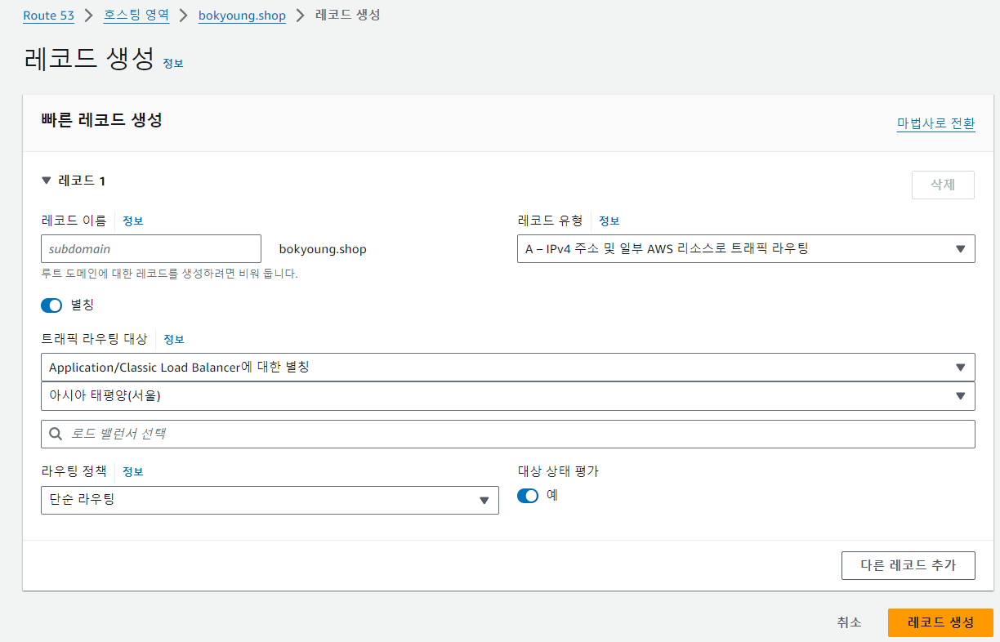 Route 53 > 호스팅 영역 > bokyoung.shop > 레코드 생성
레코드 생성 정보
빠른 레코드 생성
마법사로 전환
▼ 레코드 1
삭제
레코드 이름 정보
레코드 유형 정보
subdomain bokyoung.shop
A – IPv4 주소 및 일부 AWS 리소스로 트래픽 라우팅
루트 도메인에 대한 레코드를 생성하려면 비워 둡니다.
별칭
트래픽 라우팅 대상 정보
Application/Classic Load Balancer에 대한 별칭
아시아 태평양(서울)
로드 밸런서 선택
라우팅 정책 정보
대상 상태 평가
단순 라우팅
예
다른 레코드 추가
취소
레코드 생성